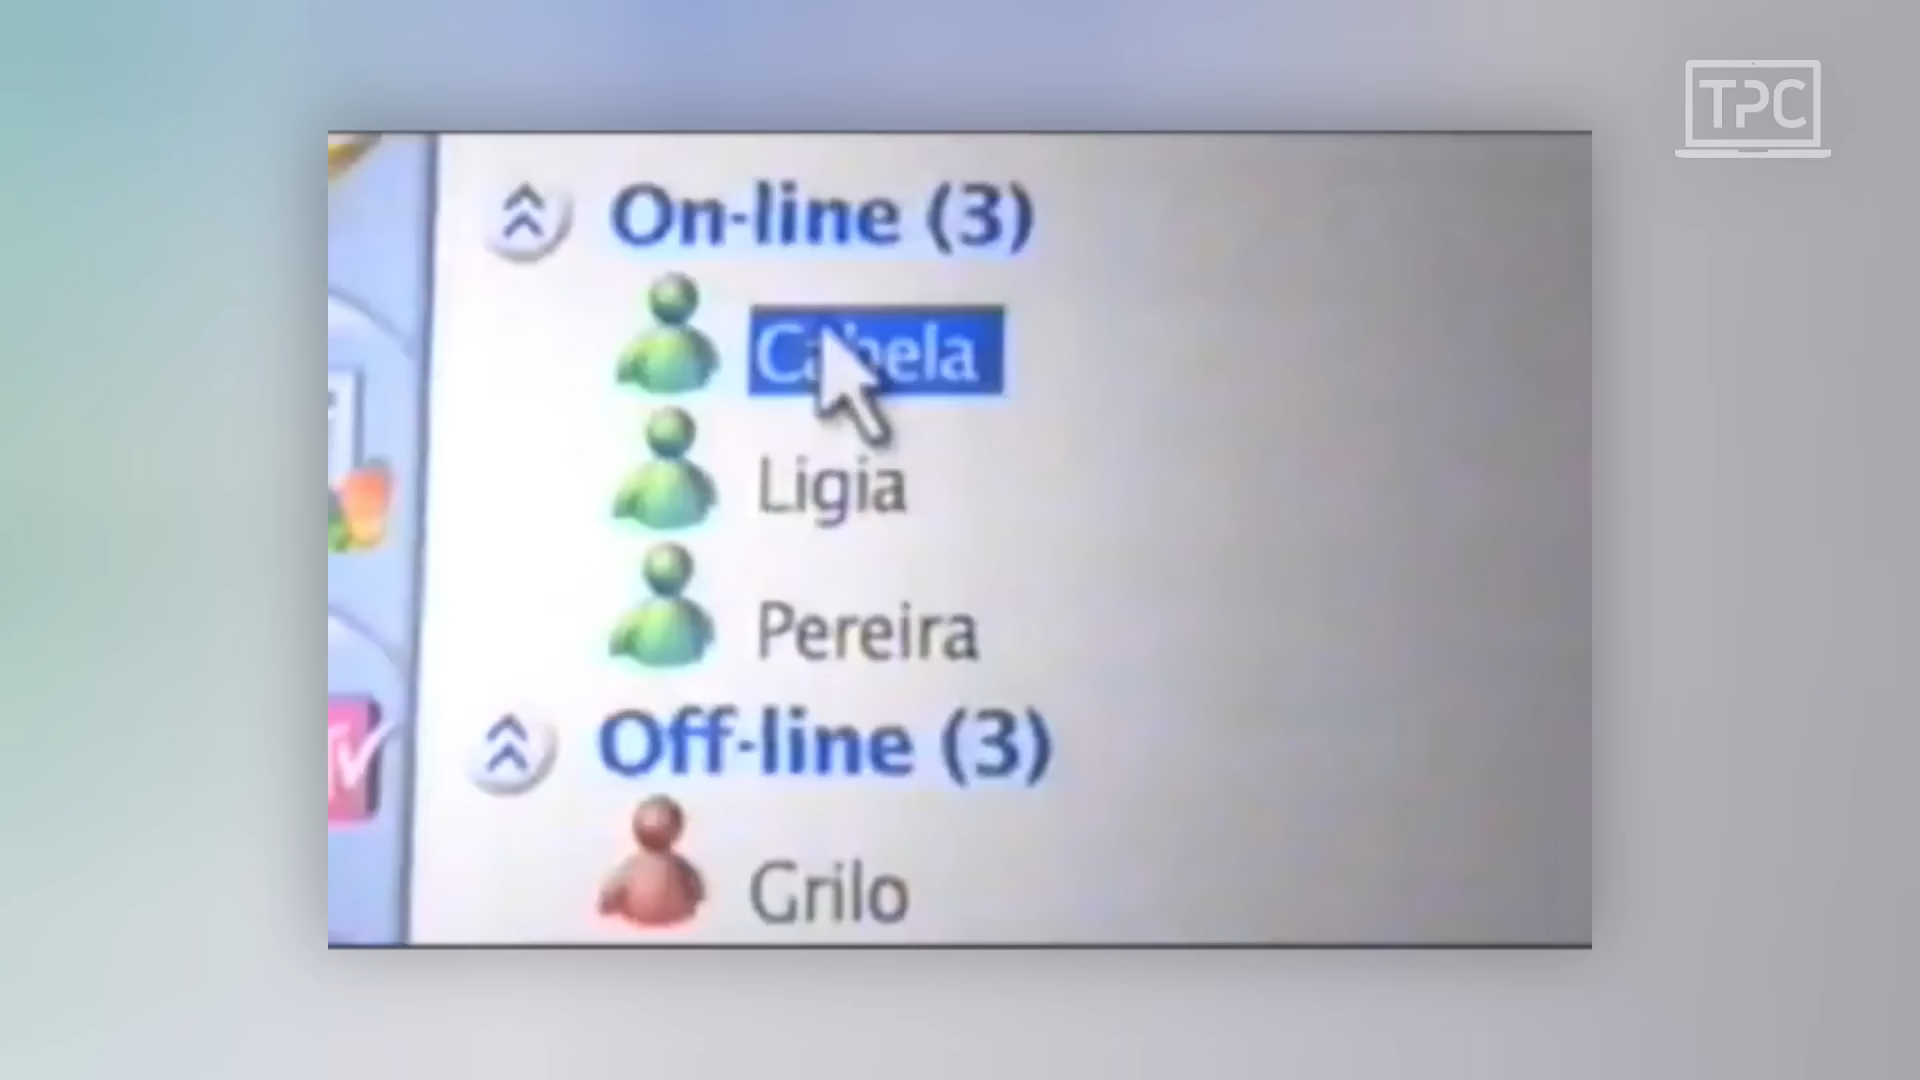 TPC
On-line (3)
Ligia
Pereira
Off-line (3)
Grilo